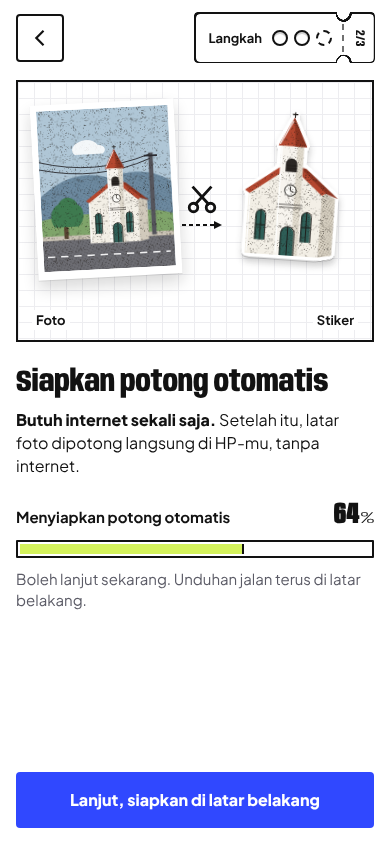 Langkah
2/3
Foto
Stiker
Siapkan potong otomatis
Butuh internet sekali saja. Setelah itu, latar
foto dipotong langsung di HP-mu, tanpa
internet.
Menyiapkan potong otomatis
64%
Boleh lanjut sekarang. Unduhan jalan terus di latar
belakang.
Lanjut, siapkan di latar belakang